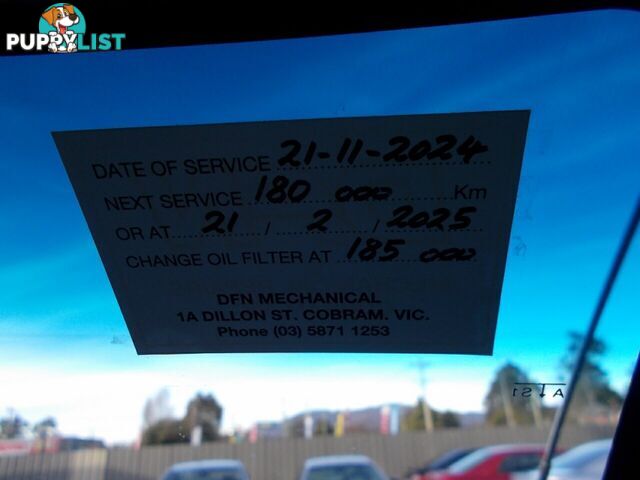 PUPPYLIST
DATE OF SERVICE 21-11-2024
NEXT SERVICE 180 000 Km
OR AT 21 / 2 / 2025
CHANGE OIL FILTER AT 185 000
DFN MECHANICAL
1A DILLON ST. COBRAM. VIC.
Phone (03) 5871 1253
A↓S1